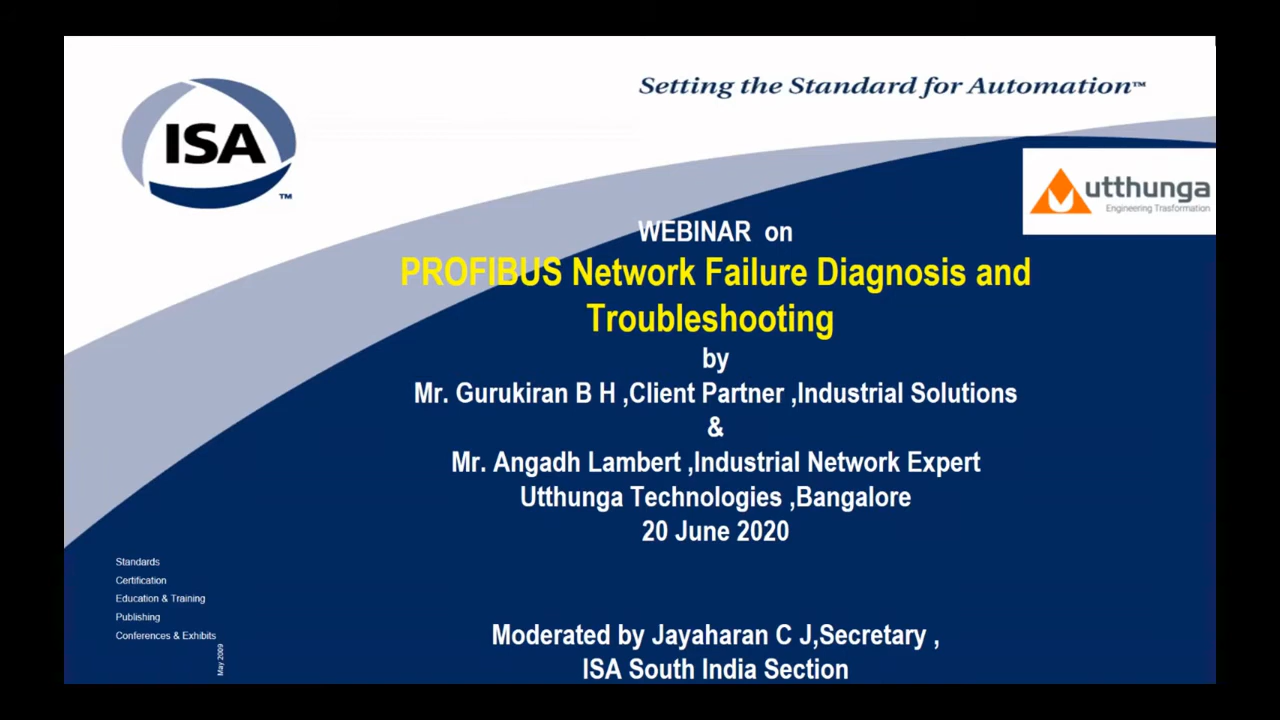 Setting the Standard for Automation™
ISA
TM
utthunga
Engineering Trasformation
WEBINAR on
PROFIBUS Network Failure Diagnosis and
Troubleshooting
by
Mr. Gurukiran B H ,Client Partner ,Industrial Solutions
&
Mr. Angadh Lambert ,Industrial Network Expert
Utthunga Technologies ,Bangalore
20 June 2020
Standards
Certification
Education & Training
Publishing
Conferences & Exhibits
May 2009
Moderated by Jayaharan C J,Secretary ,
ISA South India Section